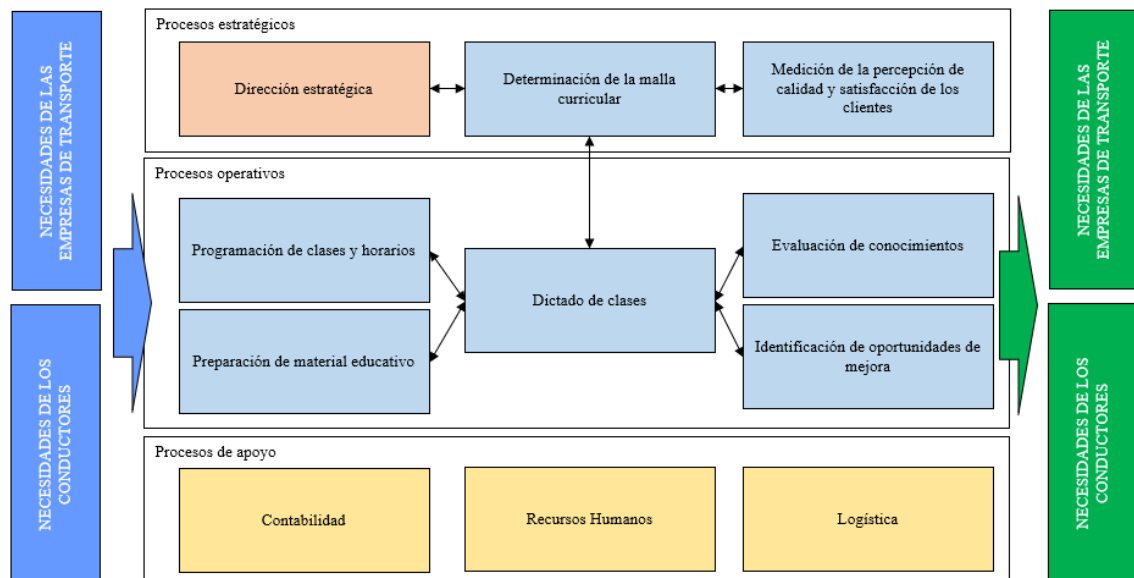 NECESIDADES DE LAS
EMPRESAS DE TRANSPORTE
NECESIDADES DE LOS
CONDUCTORES
Procesos estratégicos
Dirección estratégica
Determinación de la malla
curricular
Medición de la percepción de
calidad y satisfacción de los
clientes
Procesos operativos
Programación de clases y horarios
Preparación de material educativo
Dictado de clases
Evaluación de conocimientos
Identificación de oportunidades de
mejora
Procesos de apoyo
Contabilidad
Recursos Humanos
Logística
NECESIDADES DE LAS
EMPRESAS DE TRANSPORTE
NECESIDADES DE LOS
CONDUCTORES